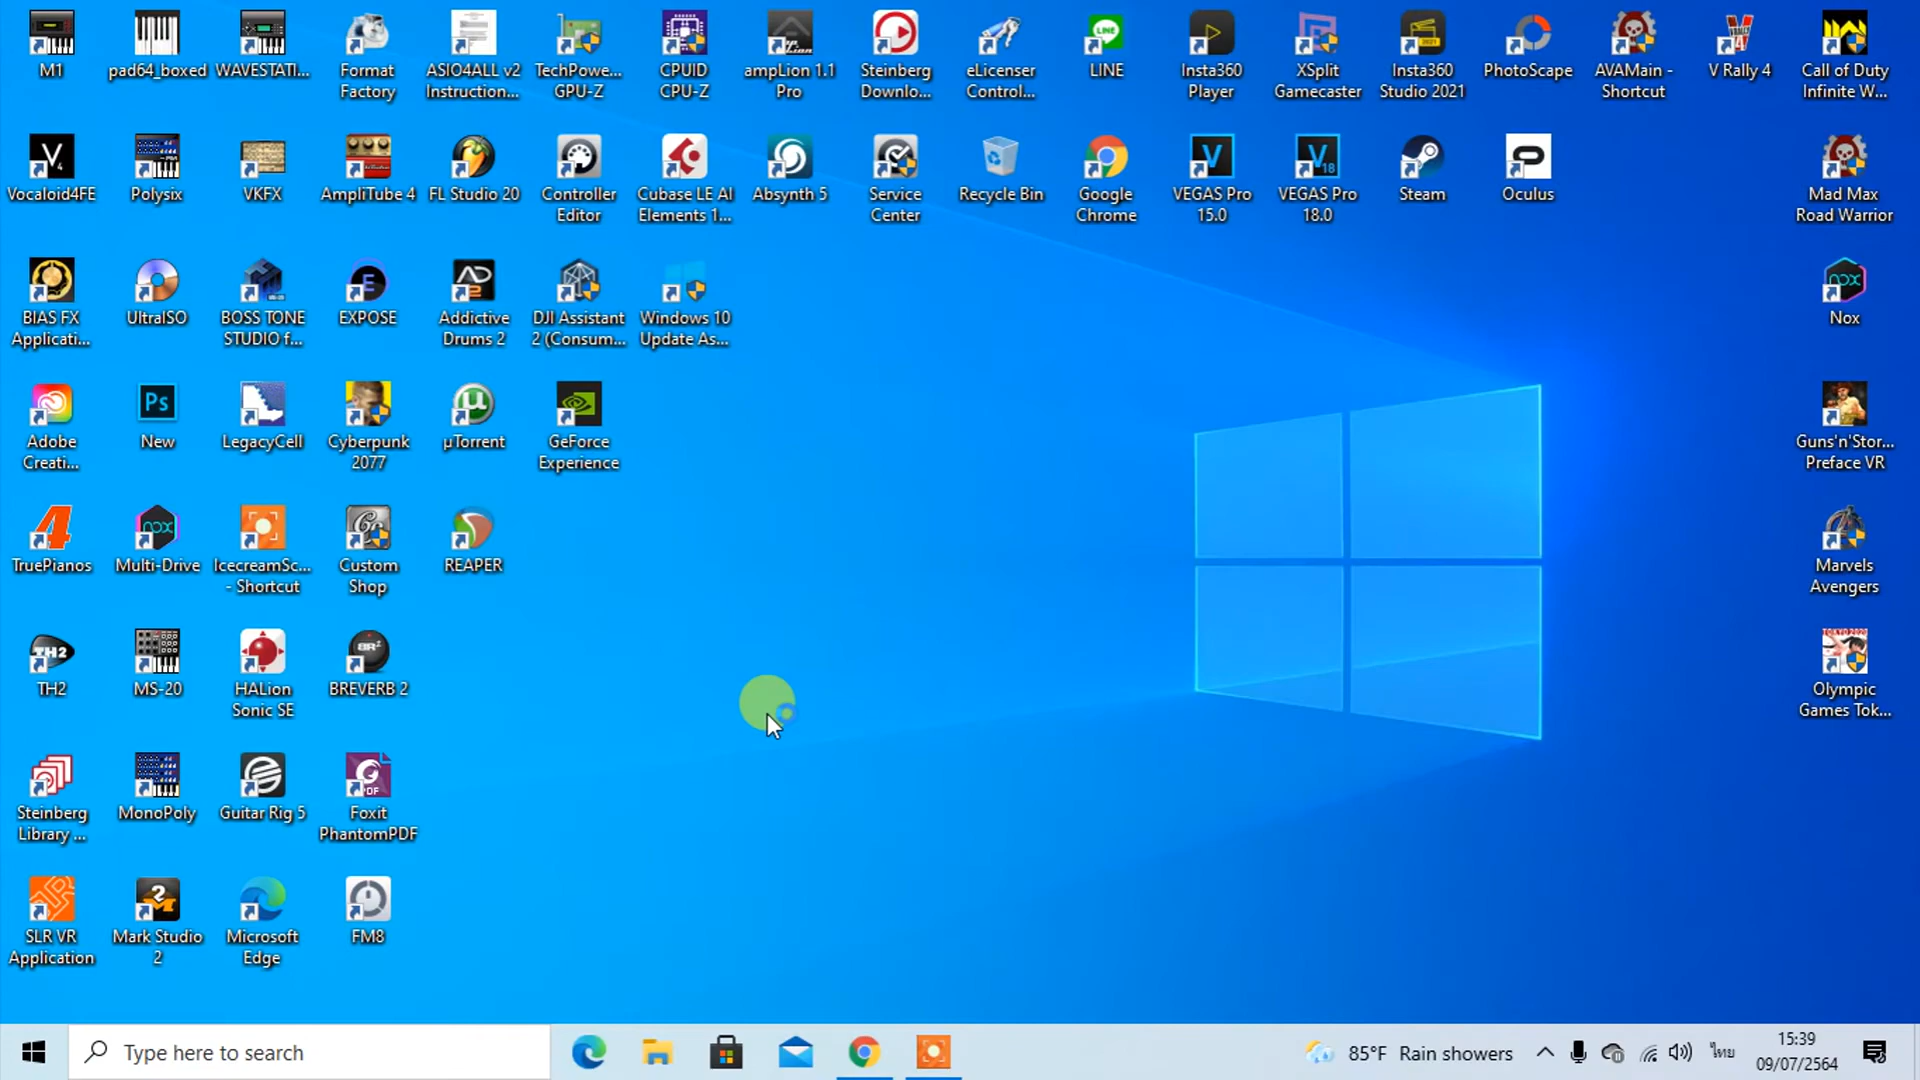 M1
pad64_boxed
WAVESTATI...
Format
Factory
ASIO4ALL v2
Instruction...
TechPowe...
GPU-Z
CPUID
CPU-Z
ampLion 1.1
Pro
Steinberg
Downlo...
eLicenser
Control...
LINE
Insta360
Player
XSplit
Gamecaster
Insta360
Studio 2021
PhotoScape
AVAMain -
Shortcut
V Rally 4
Call of Duty
Infinite W...
Vocaloid4FE
Polysix
VKFX
AmpliTube 4
FL Studio 20
Controller
Editor
Cubase LE AI
Elements 1...
Absynth 5
Service
Center
Recycle Bin
Google
Chrome
VEGAS Pro
15.0
VEGAS Pro
18.0
Steam
Oculus
Mad Max
Road Warrior
BIAS FX
Applicati...
UltraISO
BOSS TONE
STUDIO f...
EXPOSE
Addictive
Drums 2
DJI Assistant
2 (Consum...
Windows 10
Update As...
Nox
Adobe
Creati...
New
LegacyCell
Cyberpunk
2077
µTorrent
GeForce
Experience
Guns'n'Stor...
Preface VR
TruePianos
Multi-Drive
IcecreamSc...
- Shortcut
Custom
Shop
REAPER
Marvels
Avengers
TH2
MS-20
HALion
Sonic SE
BREVERB 2
Olympic
Games Tok...
Steinberg
Library ...
MonoPoly
Guitar Rig 5
Foxit
PhantomPDF
SLR VR
Application
Mark Studio
2
Microsoft
Edge
FM8
Type here to search
85°F Rain showers
ไทย
15:39
09/07/2564